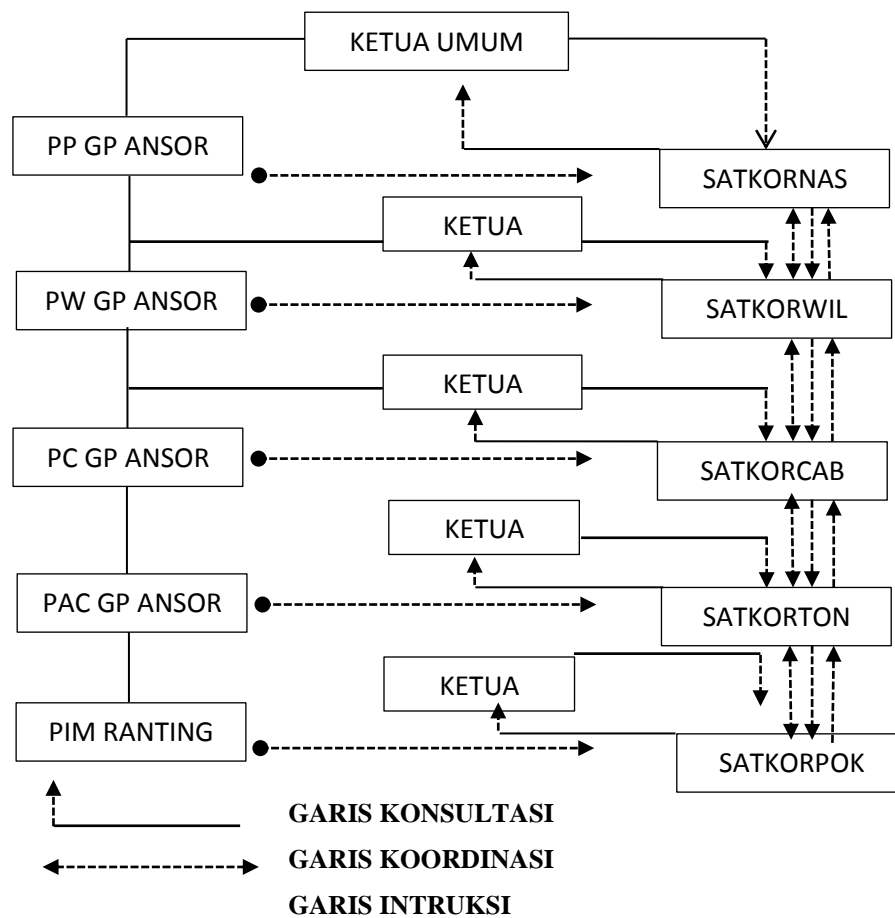 KETUA UMUM
PP GP ANSOR
SATKORNAS
KETUA
PW GP ANSOR
SATKORWIL
KETUA
PC GP ANSOR
SATKORCAB
KETUA
PAC GP ANSOR
SATKORTON
KETUA
PIM RANTING
SATKORPOK
GARIS KONSULTASI
GARIS KOORDINASI
GARIS INTRUKSI